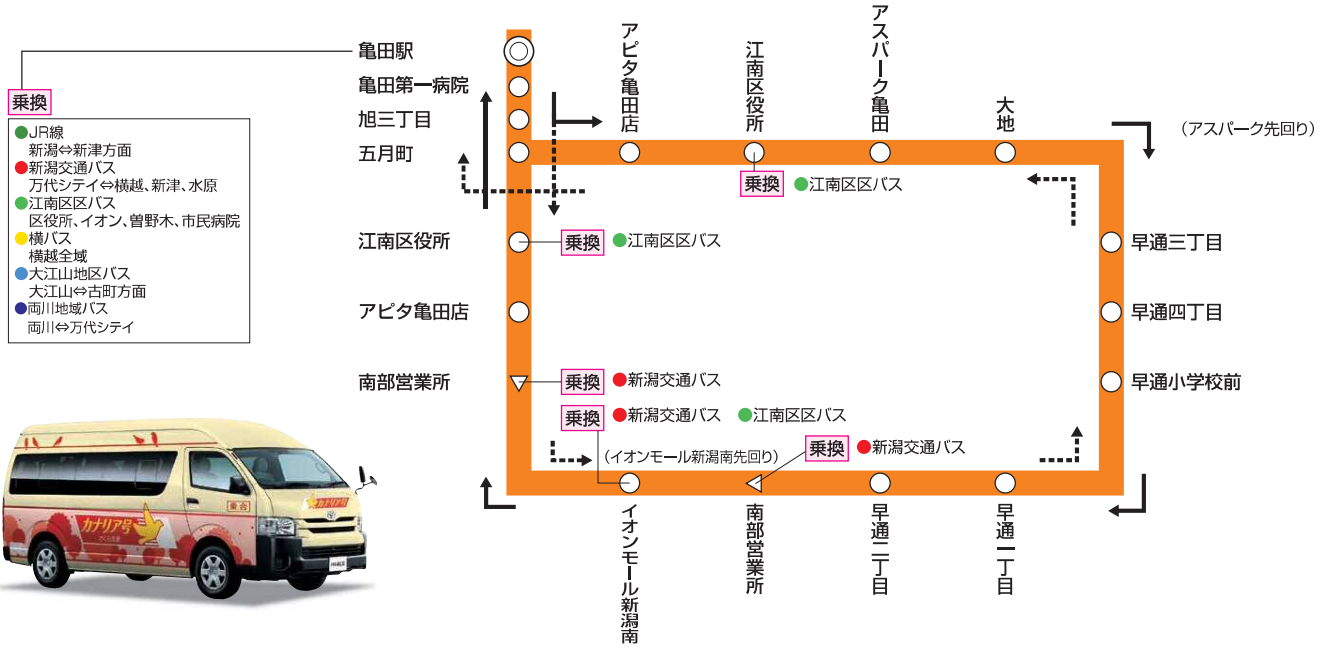 亀田駅
亀田第一病院
旭三丁目
五月町
江南区役所
アピタ亀田店
南部営業所
乗換
●JR線
新潟⇔新津方面
●新潟交通バス
万代シテイ⇔横越、新津、水原
●江南区区バス
区役所、イオン、曽野木、市民病院
●横バス
横越全域
●大江山地区バス
大江山⇔古町方面
●両川地域バス
両川⇔万代シテイ
アピタ亀田店
江南区役所
アスパーク亀田
大地
(アスパーク先回り)
乗換 ●江南区区バス
乗換 ●江南区区バス
早通三丁目
早通四丁目
早通小学校前
乗換 ●新潟交通バス
乗換 ●新潟交通バス ●江南区区バス
乗換 ●新潟交通バス
(イオンモール新潟南先回り)
イオンモール新潟南
南部営業所
早通二丁目
早通一丁目
カナリア号
乗合
カナリア号